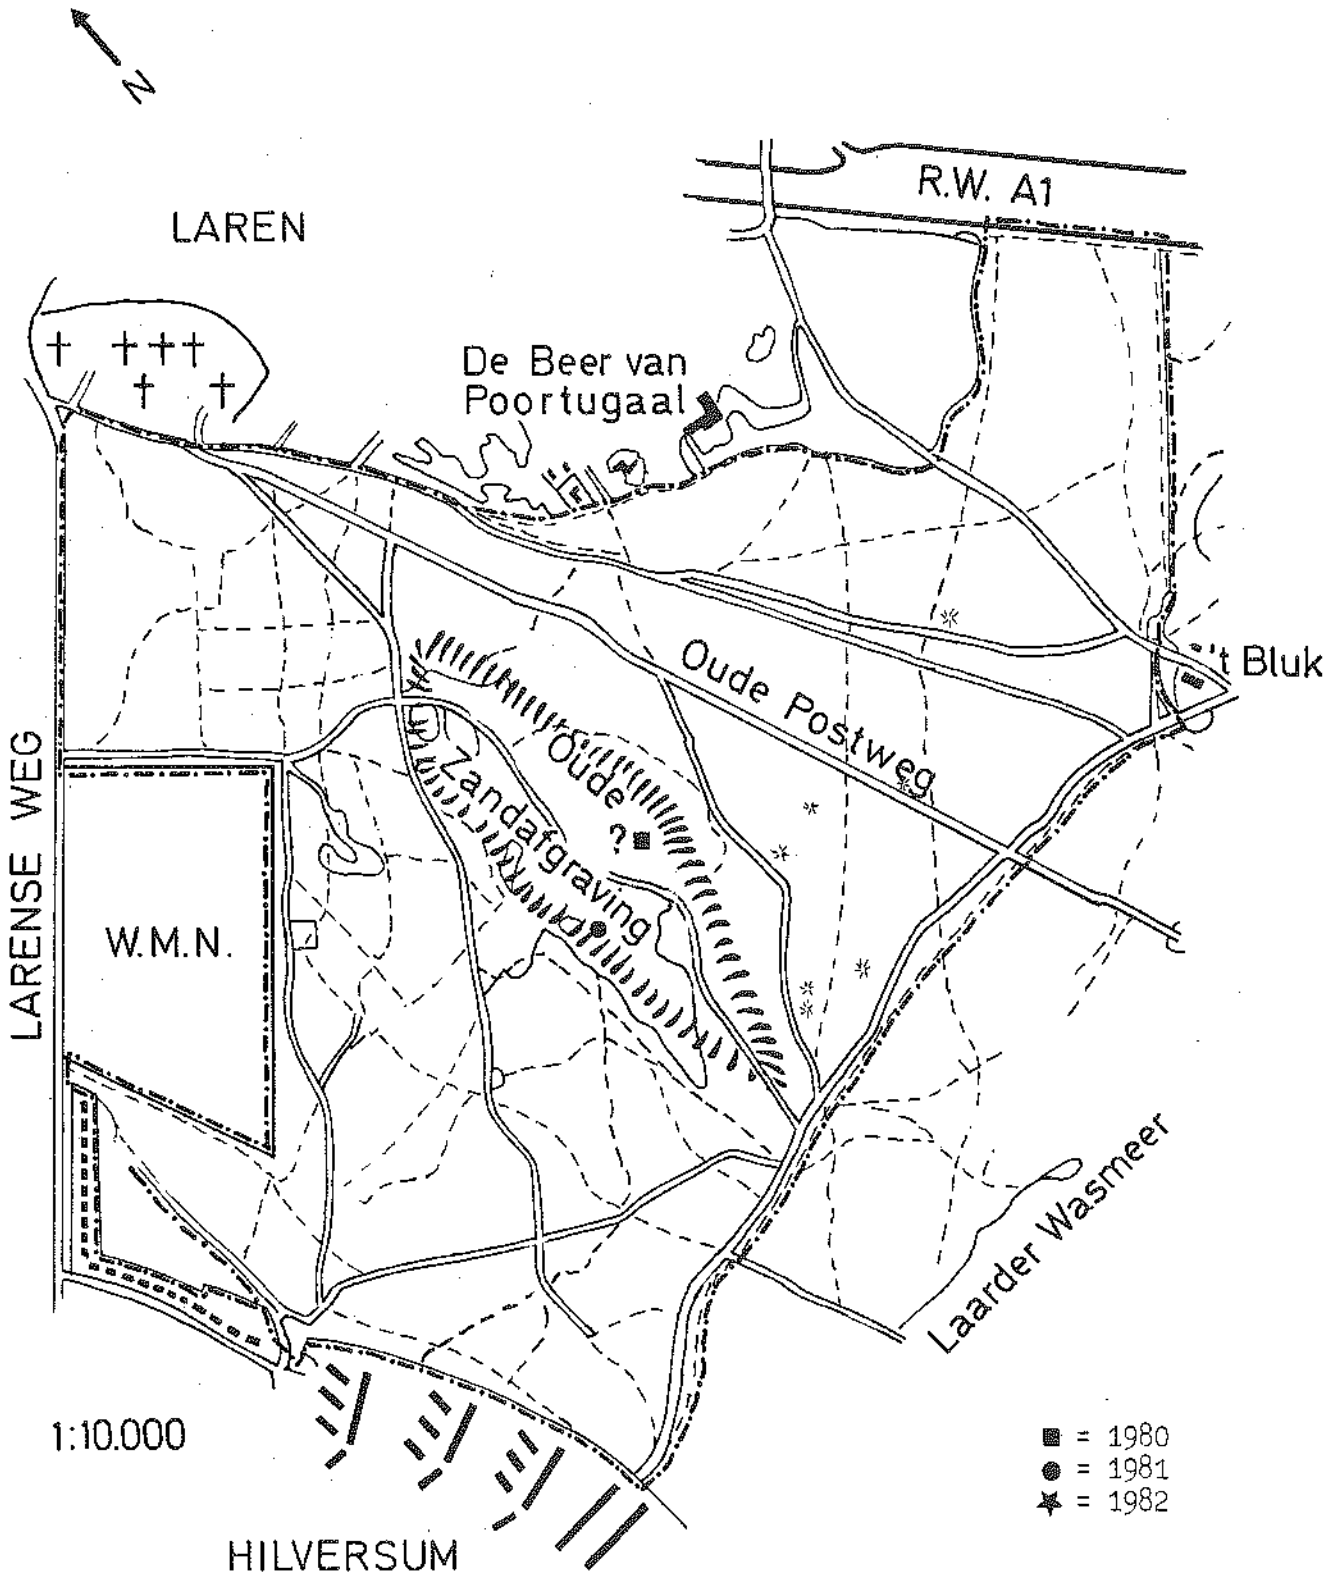 N
R.W. A1
LAREN
De Beer van
Poortugaal
't Bluk
Oude Postweg
Oude
Zandafgraving
?
LARENSE WEG
W.M.N.
Laarder Wasmeer
1:10.000
■ = 1980
● = 1981
★ = 1982
HILVERSUM